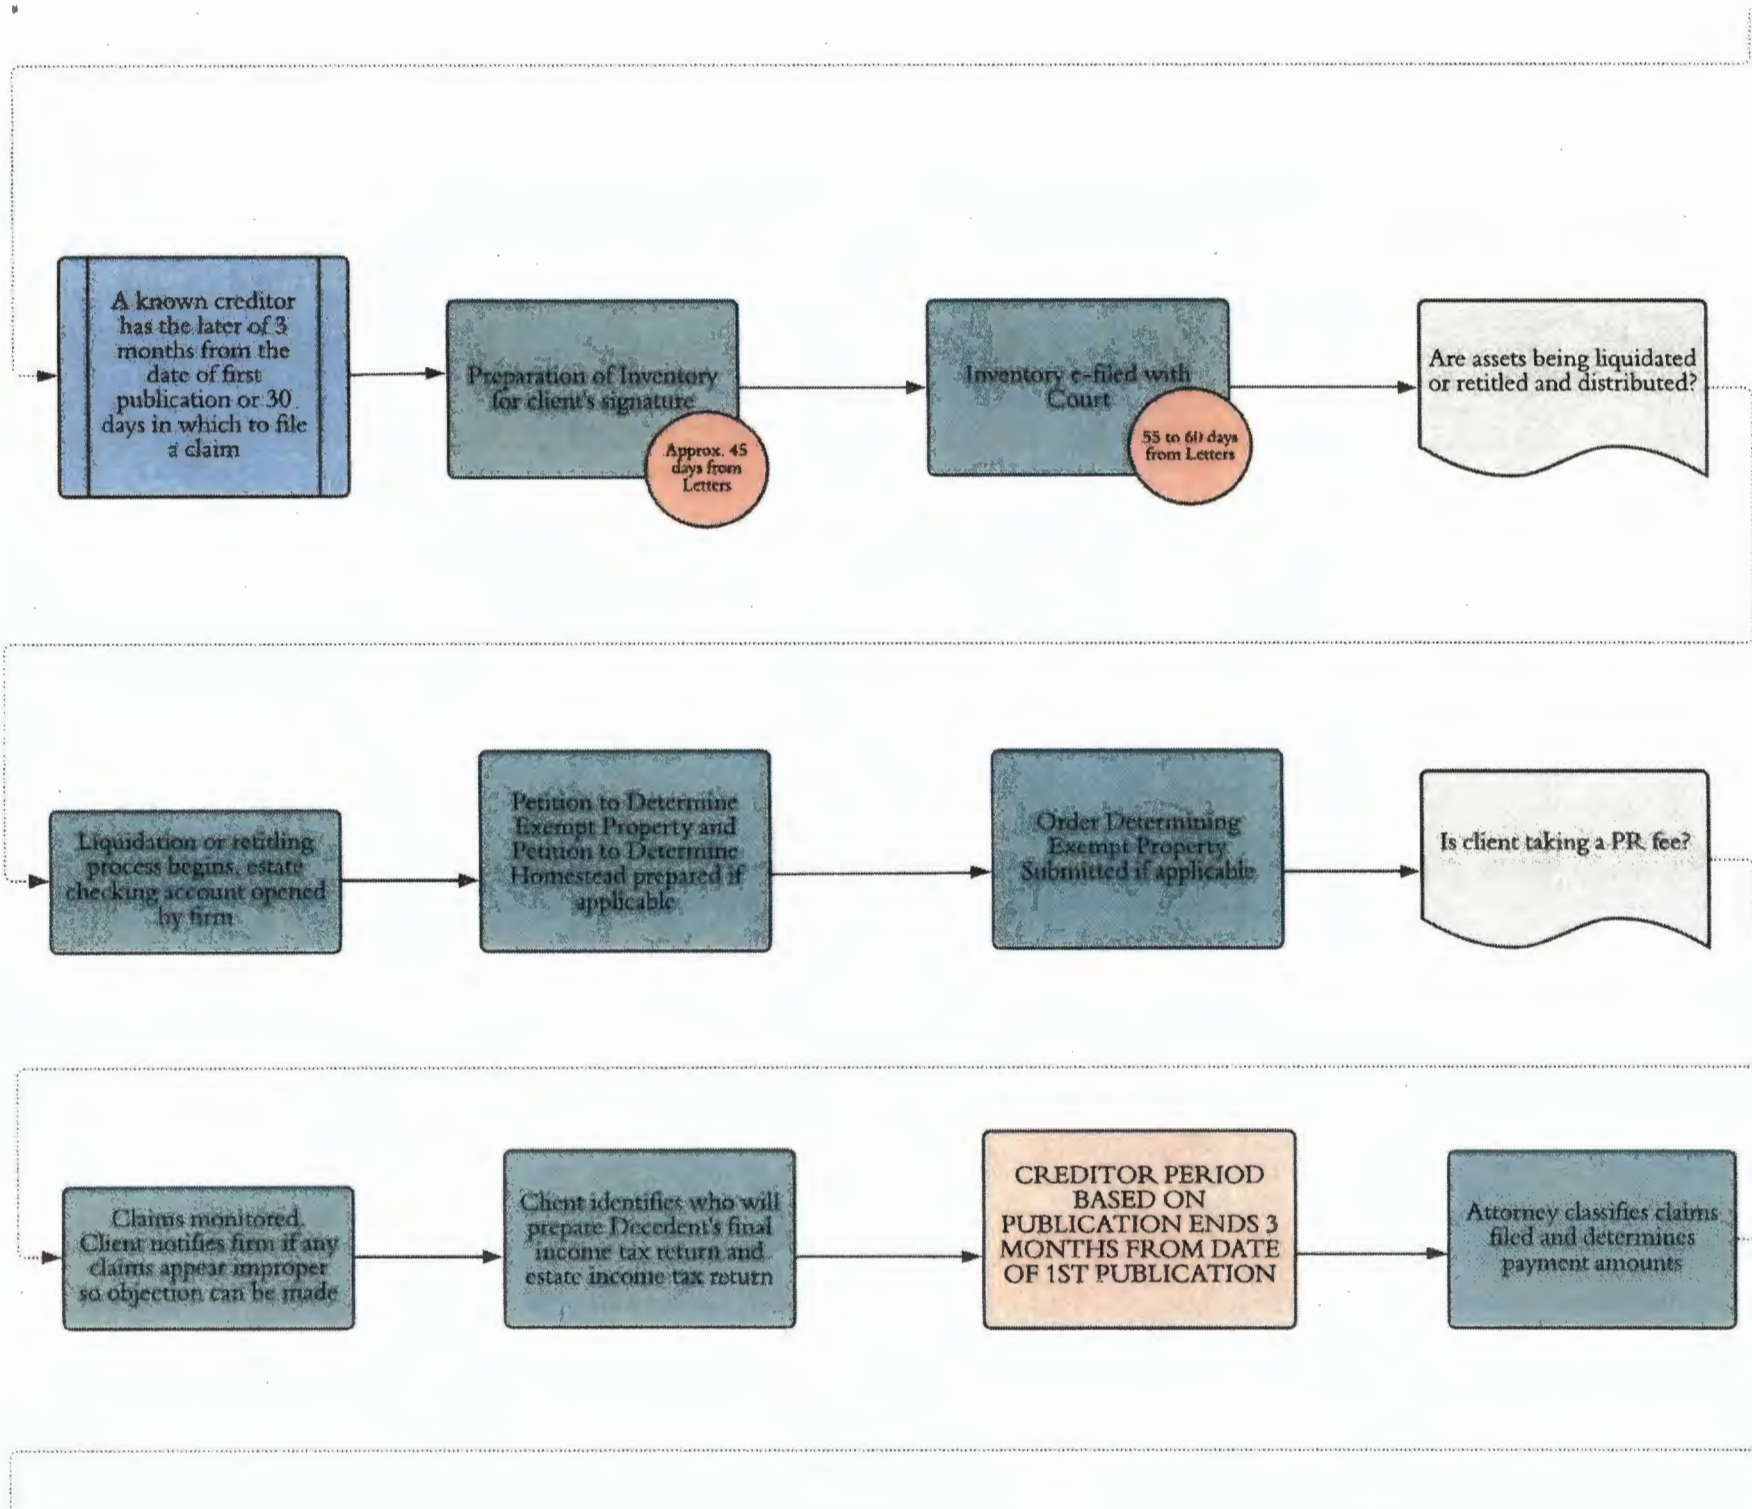 A known creditor
has the later of 3
months from the
date of first
publication or 30
days in which to file
a claim
Preparation of Inventory
for client's signature
Approx. 45
days from
Letters
Inventory e-filed with
Court
55 to 60 days
from Letters
Are assets being liquidated
or retitled and distributed?
Liquidation or retitling
process begins, estate
checking account opened
by firm
Petition to Determine
Exempt Property and
Petition to Determine
Homestead prepared if
applicable
Order Determining
Exempt Property
Submitted if applicable
Is client taking a PR fee?
Claims monitored.
Client notifies firm if any
claims appear improper
so objection can be made
Client identifies who will
prepare Decedent's final
income tax return and
estate income tax return
CREDITOR PERIOD
BASED ON
PUBLICATION ENDS 3
MONTHS FROM DATE
OF 1ST PUBLICATION
Attorney classifies claims
filed and determines
payment amounts